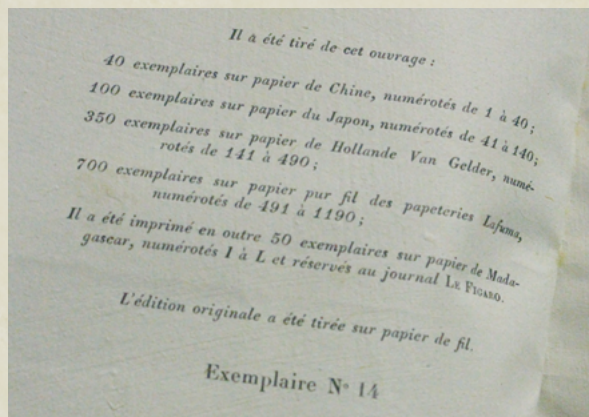 Il a été tiré de cet ouvrage :
40 exemplaires sur papier de Chine, numérotés de 1 à 40 ;
100 exemplaires sur papier du Japon, numérotés de 41 à 140 ;
350 exemplaires sur papier de Hollande Van Gelder, numé-
rotés de 141 à 490 ;
700 exemplaires sur papier pur fil des papeteries Lafuma,
numérotés de 491 à 1190 ;
Il a été imprimé en outre 50 exemplaires sur papier de Mada-
gascar, numérotés I à L et réservés au journal LE FIGARO.
L'édition originale a été tirée sur papier de fil.
Exemplaire N° 14